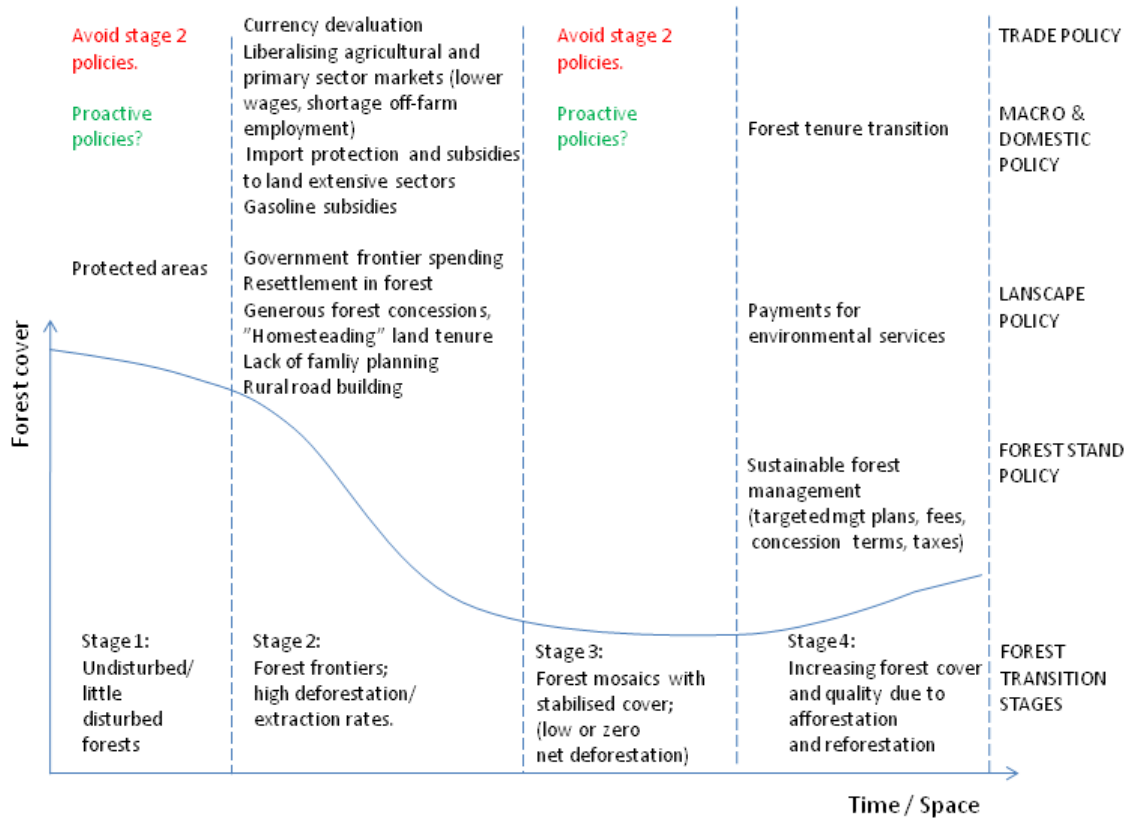 Avoid stage 2
policies.
Proactive
policies?
Protected areas
Currency devaluation
Liberalising agricultural and
primary sector markets (lower
wages, shortage off-farm
employment)
Import protection and subsidies
to land extensive sectors
Gasoline subsidies
Government frontier spending
Resettlement in forest
Generous forest concessions,
"Homesteading" land tenure
Lack of famliy planning
Rural road building
Avoid stage 2
policies.
Proactive
policies?
Forest tenure transition
Payments for
environmental services
Sustainable forest
management
(targeted mgt plans, fees,
concession terms, taxes)
TRADE POLICY
MACRO &
DOMESTIC
POLICY
LANSCAPE
POLICY
FOREST STAND
POLICY
FOREST
TRANSITION
STAGES
Forest cover
Stage 1:
Undisturbed/
little
disturbed
forests
Stage 2:
Forest frontiers;
high deforestation/
extraction rates.
Stage 3:
Forest mosaics with
stabilised cover;
(low or zero
net deforestation)
Stage 4:
Increasing forest cover
and quality due to
afforestation
and reforestation
Time / Space